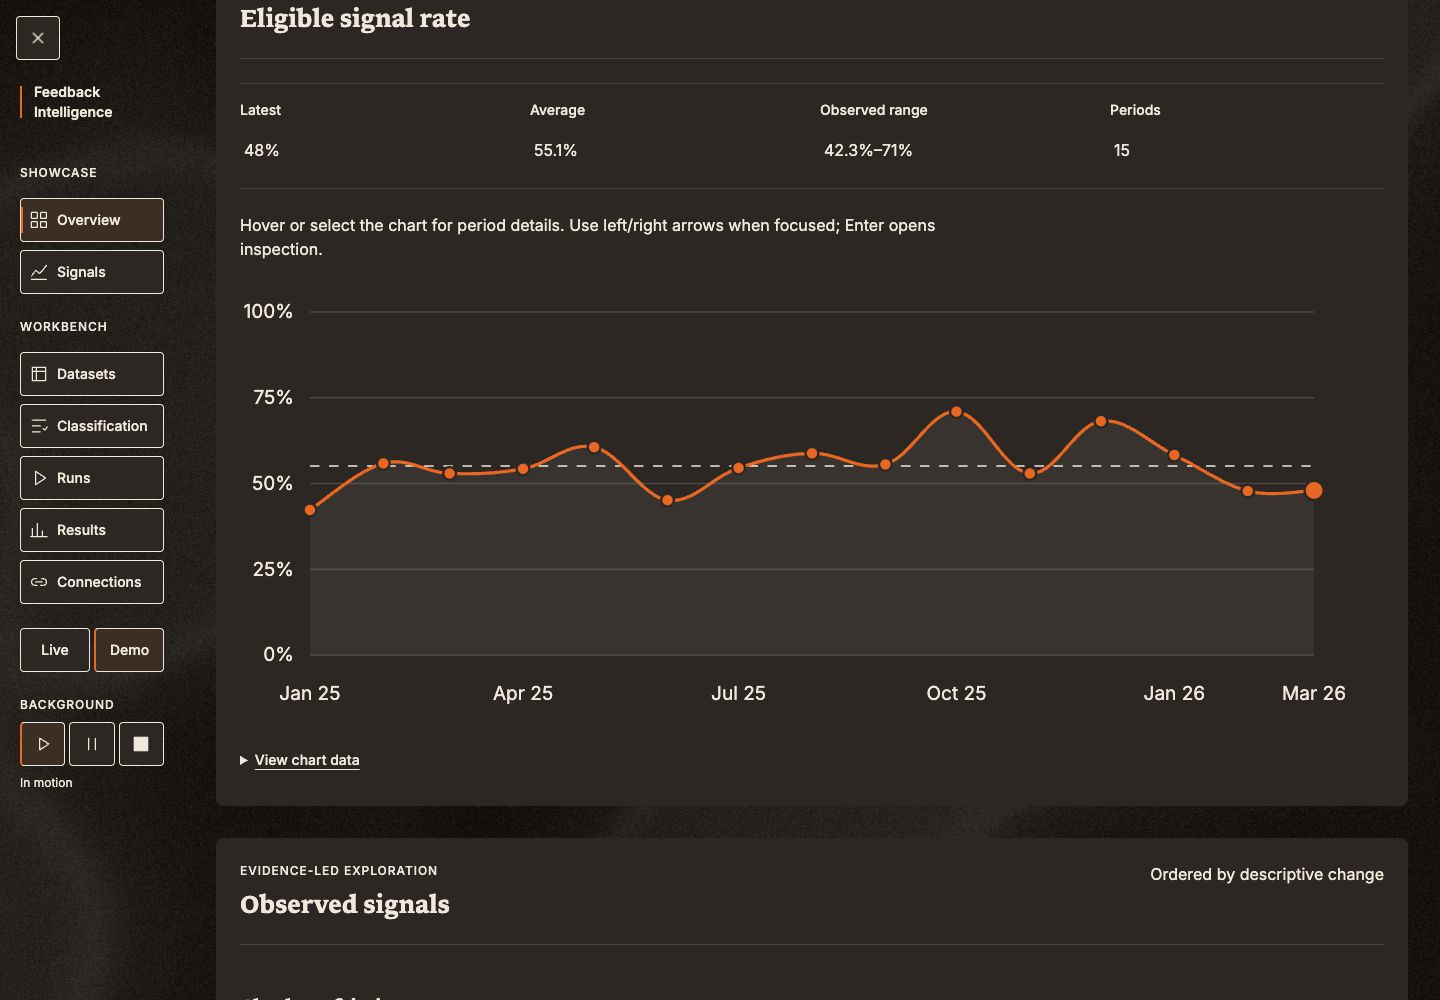 Feedback
Intelligence
SHOWCASE
Overview
Signals
WORKBENCH
Datasets
Classification
Runs
Results
Connections
Live
Demo
BACKGROUND
In motion
Eligible signal rate
Latest
Average
Observed range
Periods
48%
55.1%
42.3%–71%
15
Hover or select the chart for period details. Use left/right arrows when focused; Enter opens
inspection.
100%
75%
50%
25%
0%
Jan 25
Apr 25
Jul 25
Oct 25
Jan 26
Mar 26
View chart data
EVIDENCE-LED EXPLORATION
Ordered by descriptive change
Observed signals